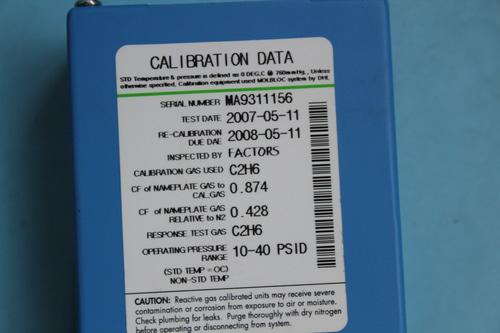 CALIBRATION DATA
STD Temperature & pressure is defined as 0 DEG,C @ 760mmHg., Unless
otherwise specified. Calibration equipment used MOLBLOC system by DHI.
SERIAL NUMBER MA9311156
TEST DATE 2007-05-11
RE-CALIBRATION
DUE DAE 2008-05-11
INSPECTED BY FACTORS
CALIBRATION GAS USED C2H6
CF of NAMEPLATE GAS to
CAL.GAS 0.874
CF of NAMEPLATE GAS
RELATIVE to N2 0.428
RESPONSE TEST GAS C2H6
OPERATING PRESSURE
RANGE 10-40 PSID
(STD TEMP =OC)
NON-STD TEMP
CAUTION: Reactive gas calibrated units may receive severe
contamination or corrosion from exposure to air or moisture.
Check plumbing for leaks. Purge thoroughly with dry nitrogen
before operating or disconnecting from system.